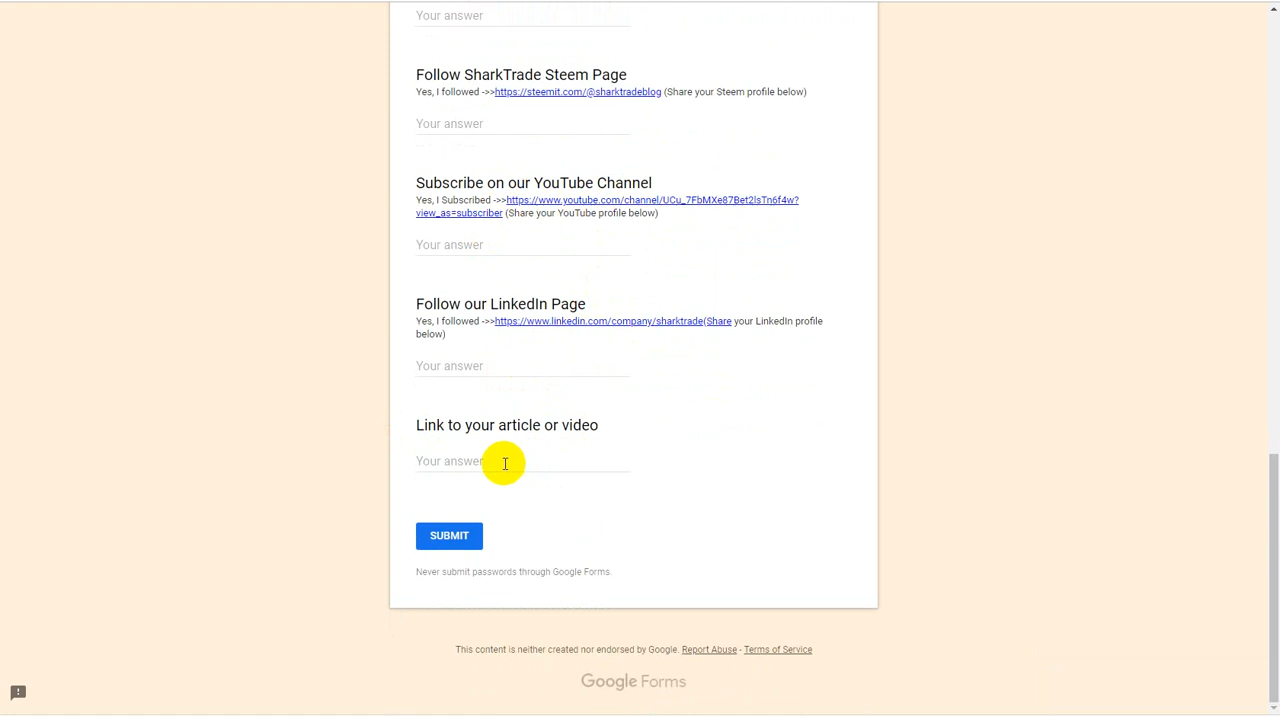 Your answer
Follow SharkTrade Steem Page
Yes, I followed ->>https://steemit.com/@sharktradeblog (Share your Steem profile below)
Your answer
Subscribe on our YouTube Channel
Yes, I Subscribed ->>https://www.youtube.com/channel/UCu_7FbMXe87Bet2lsTn6f4w?
view_as=subscriber (Share your YouTube profile below)
Your answer
Follow our LinkedIn Page
Yes, I followed ->>https://www.linkedin.com/company/sharktrade(Share your LinkedIn profile
below)
Your answer
Link to your article or video
Your answer
SUBMIT
Never submit passwords through Google Forms.
This content is neither created nor endorsed by Google. Report Abuse - Terms of Service
Google Forms